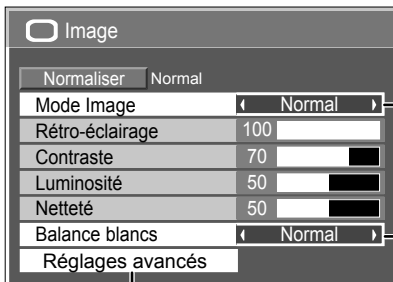 Image
Normaliser Normal
Mode Image Normal
Rétro-éclairage 100
Contraste 70
Luminosité 50
Netteté 50
Balance blancs Normal
Réglages avancés